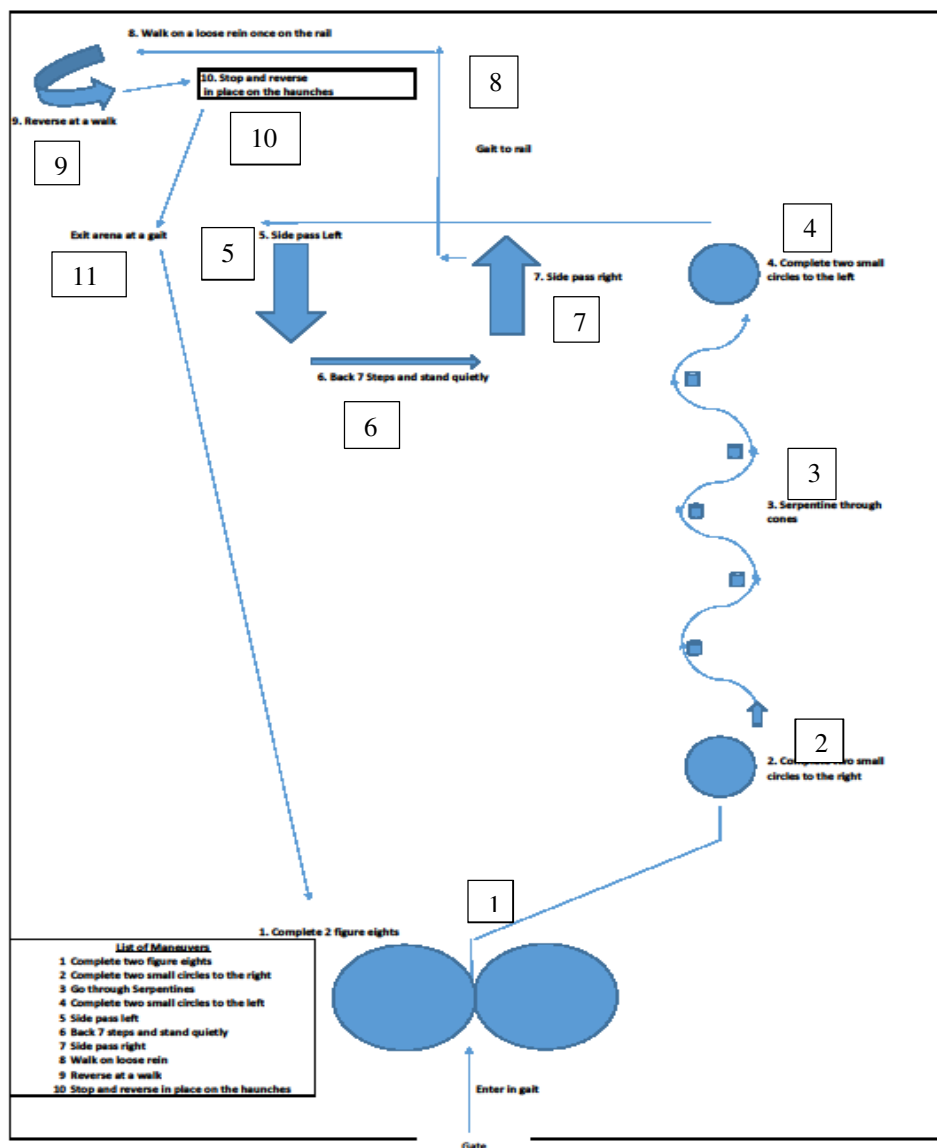 8. Walk on a loose rein once on the rail
8
10. Stop and reverse
in place on the haunches
9. Reverse at a walk
10
9
Gait to rail
4
Exit arena at a gait
5
5. Side pass Left
11
4. Complete two small
circles to the left
7. Side pass right
7
6. Back 7 Steps and stand quietly
6
3
3. Serpentine through
cones
2
2. Complete two small
circles to the right
1
1. Complete 2 figure eights
List of Maneuvers
1 Complete two figure eights
2 Complete two small circles to the right
3 Go through Serpentines
4 Complete two small circles to the left
5 Side pass left
6 Back 7 steps and stand quietly
7 Side pass right
8 Walk on loose rein
9 Reverse at a walk
10 Stop and reverse in place on the haunches
Enter in gait
Gate